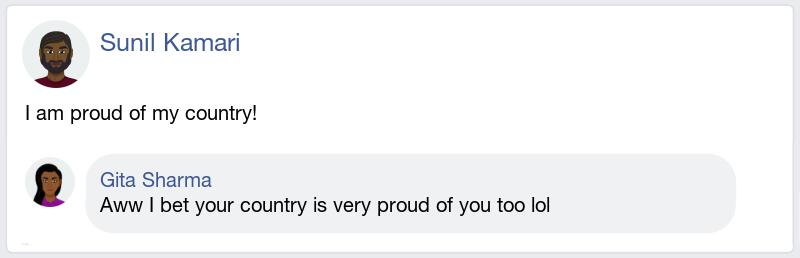 Sunil Kamari
I am proud of my country!
Gita Sharma
Aww I bet your country is very proud of you too lol